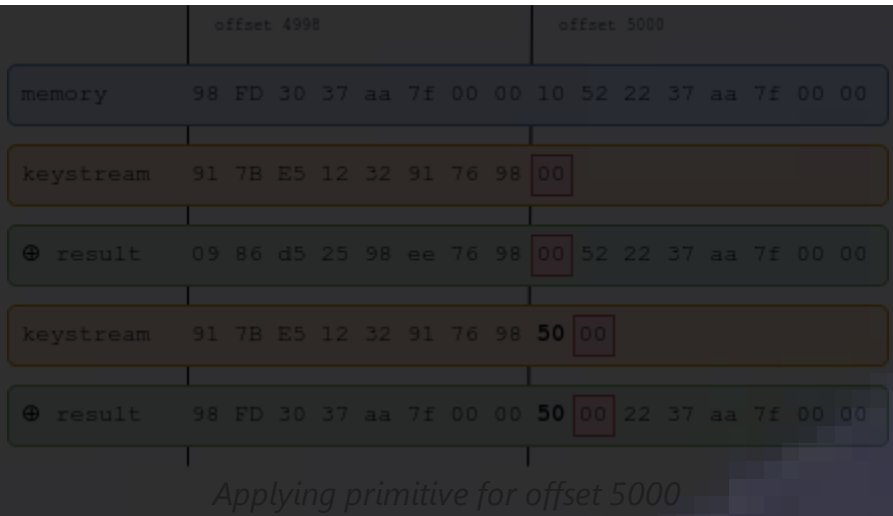 offset 4998 offset 5000
memory 98 FD 30 37 aa 7f 00 00 10 52 22 37 aa 7f 00 00
keystream 91 7B E5 12 32 91 76 98 00
⊕ result 09 86 d5 25 98 ee 76 98 00 52 22 37 aa 7f 00 00
keystream 91 7B E5 12 32 91 76 98 50 00
⊕ result 98 FD 30 37 aa 7f 00 00 50 00 22 37 aa 7f 00 00
Applying primitive for offset 5000